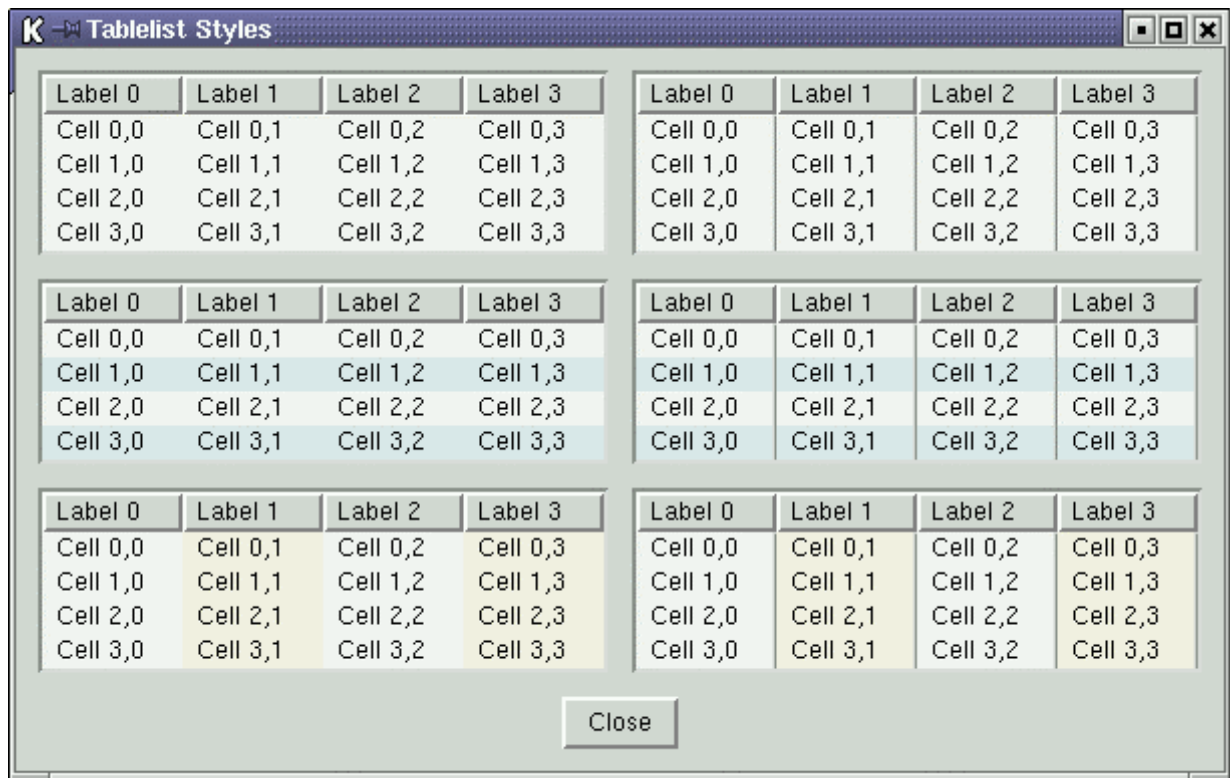 Tablelist Styles
Label 0 Label 1 Label 2 Label 3 Label 0 Label 1 Label 2 Label 3
Cell 0,0 Cell 0,1 Cell 0,2 Cell 0,3 Cell 0,0 Cell 0,1 Cell 0,2 Cell 0,3
Cell 1,0 Cell 1,1 Cell 1,2 Cell 1,3 Cell 1,0 Cell 1,1 Cell 1,2 Cell 1,3
Cell 2,0 Cell 2,1 Cell 2,2 Cell 2,3 Cell 2,0 Cell 2,1 Cell 2,2 Cell 2,3
Cell 3,0 Cell 3,1 Cell 3,2 Cell 3,3 Cell 3,0 Cell 3,1 Cell 3,2 Cell 3,3
Label 0 Label 1 Label 2 Label 3 Label 0 Label 1 Label 2 Label 3
Cell 0,0 Cell 0,1 Cell 0,2 Cell 0,3 Cell 0,0 Cell 0,1 Cell 0,2 Cell 0,3
Cell 1,0 Cell 1,1 Cell 1,2 Cell 1,3 Cell 1,0 Cell 1,1 Cell 1,2 Cell 1,3
Cell 2,0 Cell 2,1 Cell 2,2 Cell 2,3 Cell 2,0 Cell 2,1 Cell 2,2 Cell 2,3
Cell 3,0 Cell 3,1 Cell 3,2 Cell 3,3 Cell 3,0 Cell 3,1 Cell 3,2 Cell 3,3
Label 0 Label 1 Label 2 Label 3 Label 0 Label 1 Label 2 Label 3
Cell 0,0 Cell 0,1 Cell 0,2 Cell 0,3 Cell 0,0 Cell 0,1 Cell 0,2 Cell 0,3
Cell 1,0 Cell 1,1 Cell 1,2 Cell 1,3 Cell 1,0 Cell 1,1 Cell 1,2 Cell 1,3
Cell 2,0 Cell 2,1 Cell 2,2 Cell 2,3 Cell 2,0 Cell 2,1 Cell 2,2 Cell 2,3
Cell 3,0 Cell 3,1 Cell 3,2 Cell 3,3 Cell 3,0 Cell 3,1 Cell 3,2 Cell 3,3
Close